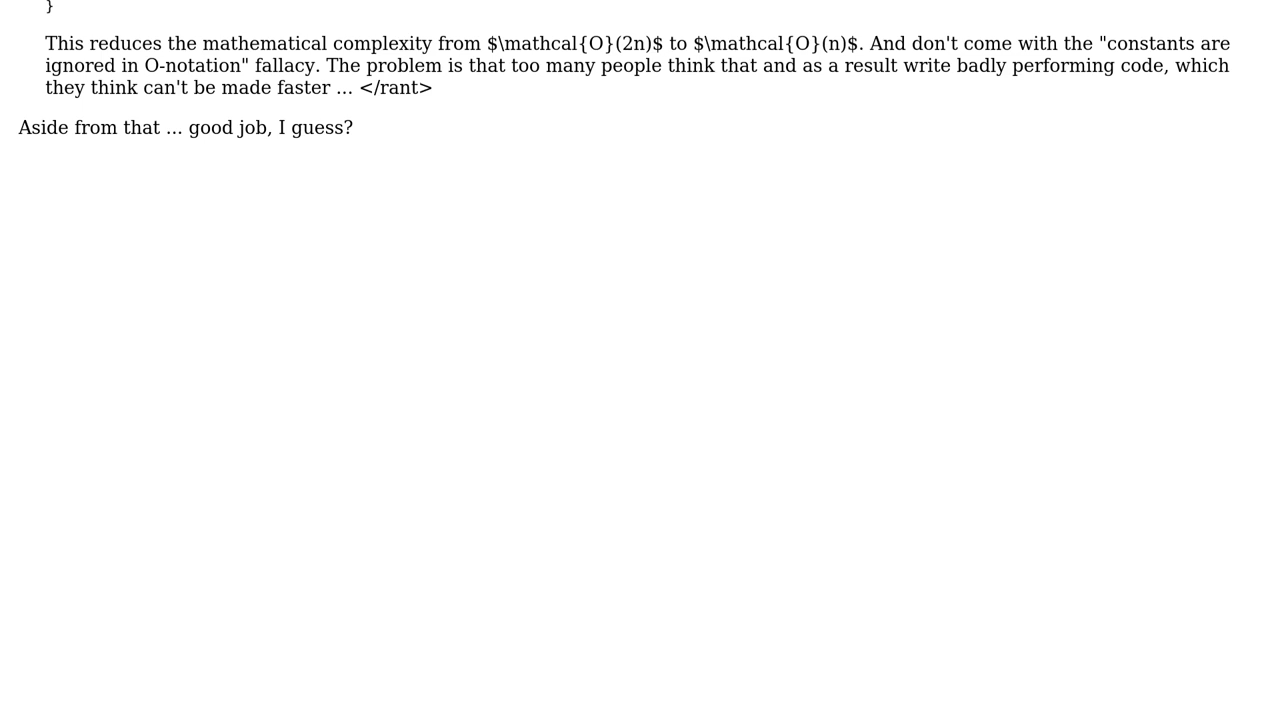 }
This reduces the mathematical complexity from $\mathcal{O}(2n)$ to $\mathcal{O}(n)$. And don't come with the "constants are
ignored in O-notation" fallacy. The problem is that too many people think that and as a result write badly performing code, which
they think can't be made faster ... </rant>
Aside from that ... good job, I guess?